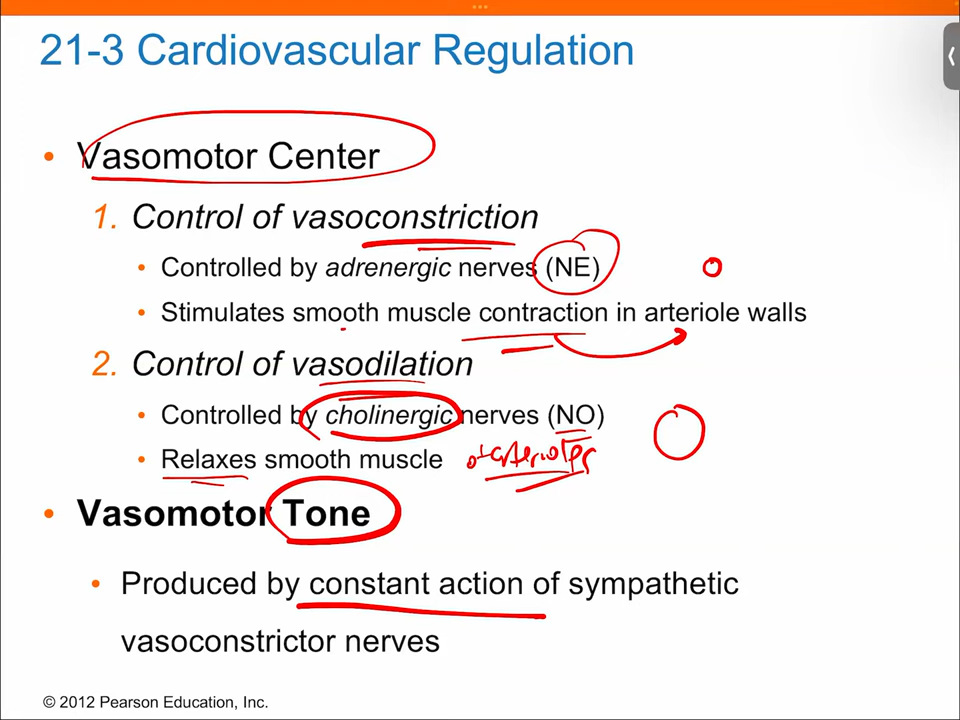 21-3 Cardiovascular Regulation
• Vasomotor Center
1. Control of vasoconstriction
• Controlled by adrenergic nerves (NE)
• Stimulates smooth muscle contraction in arteriole walls
2. Control of vasodilation
• Controlled by cholinergic nerves (NO)
• Relaxes smooth muscle of arterioles
• Vasomotor Tone
• Produced by constant action of sympathetic
vasoconstrictor nerves
© 2012 Pearson Education, Inc.